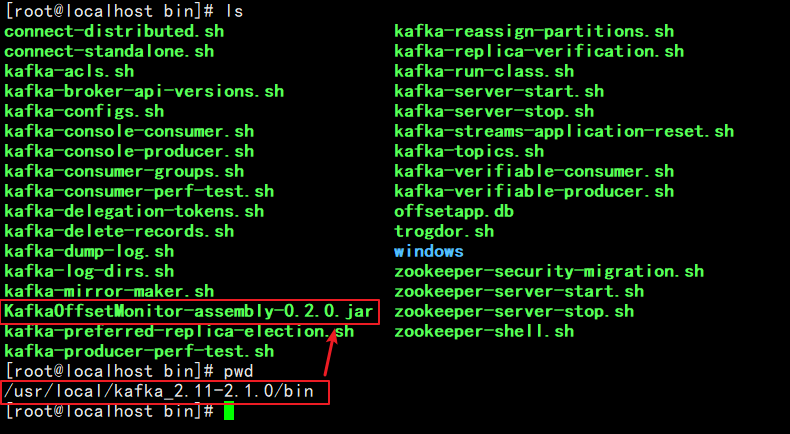 [root@localhost bin]# ls
connect-distributed.sh kafka-reassign-partitions.sh
connect-standalone.sh kafka-replica-verification.sh
kafka-acls.sh kafka-run-class.sh
kafka-broker-api-versions.sh kafka-server-start.sh
kafka-configs.sh kafka-server-stop.sh
kafka-console-consumer.sh kafka-streams-application-reset.sh
kafka-console-producer.sh kafka-topics.sh
kafka-consumer-groups.sh kafka-verifiable-consumer.sh
kafka-consumer-perf-test.sh kafka-verifiable-producer.sh
kafka-delegation-tokens.sh offsetapp.db
kafka-delete-records.sh trogdor.sh
kafka-dump-log.sh windows
kafka-log-dirs.sh zookeeper-security-migration.sh
kafka-mirror-maker.sh zookeeper-server-start.sh
KafkaOffsetMonitor-assembly-0.2.0.jar zookeeper-server-stop.sh
kafka-preferred-replica-election.sh zookeeper-shell.sh
kafka-producer-perf-test.sh
[root@localhost bin]# pwd
/usr/local/kafka_2.11-2.1.0/bin
[root@localhost bin]#